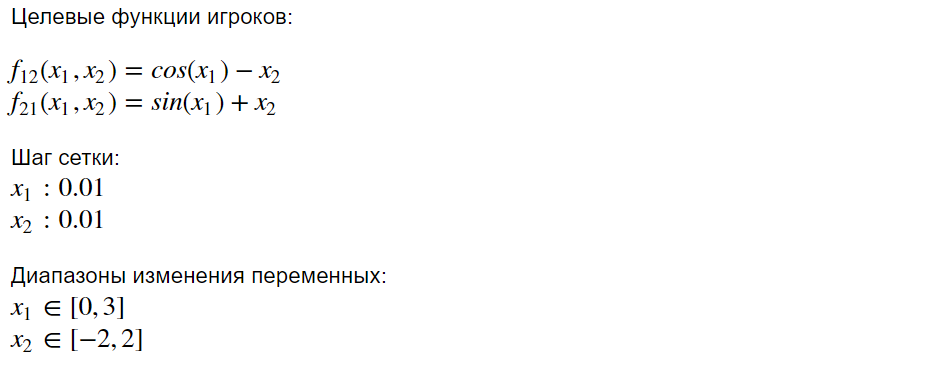 Целевые функции игроков:
f₁₂(x₁,x₂) = cos(x₁) − x₂
f₂₁(x₁,x₂) = sin(x₁) + x₂
Шаг сетки:
x₁ : 0.01
x₂ : 0.01
Диапазоны изменения переменных:
x₁ ∈ [0, 3]
x₂ ∈ [−2, 2]